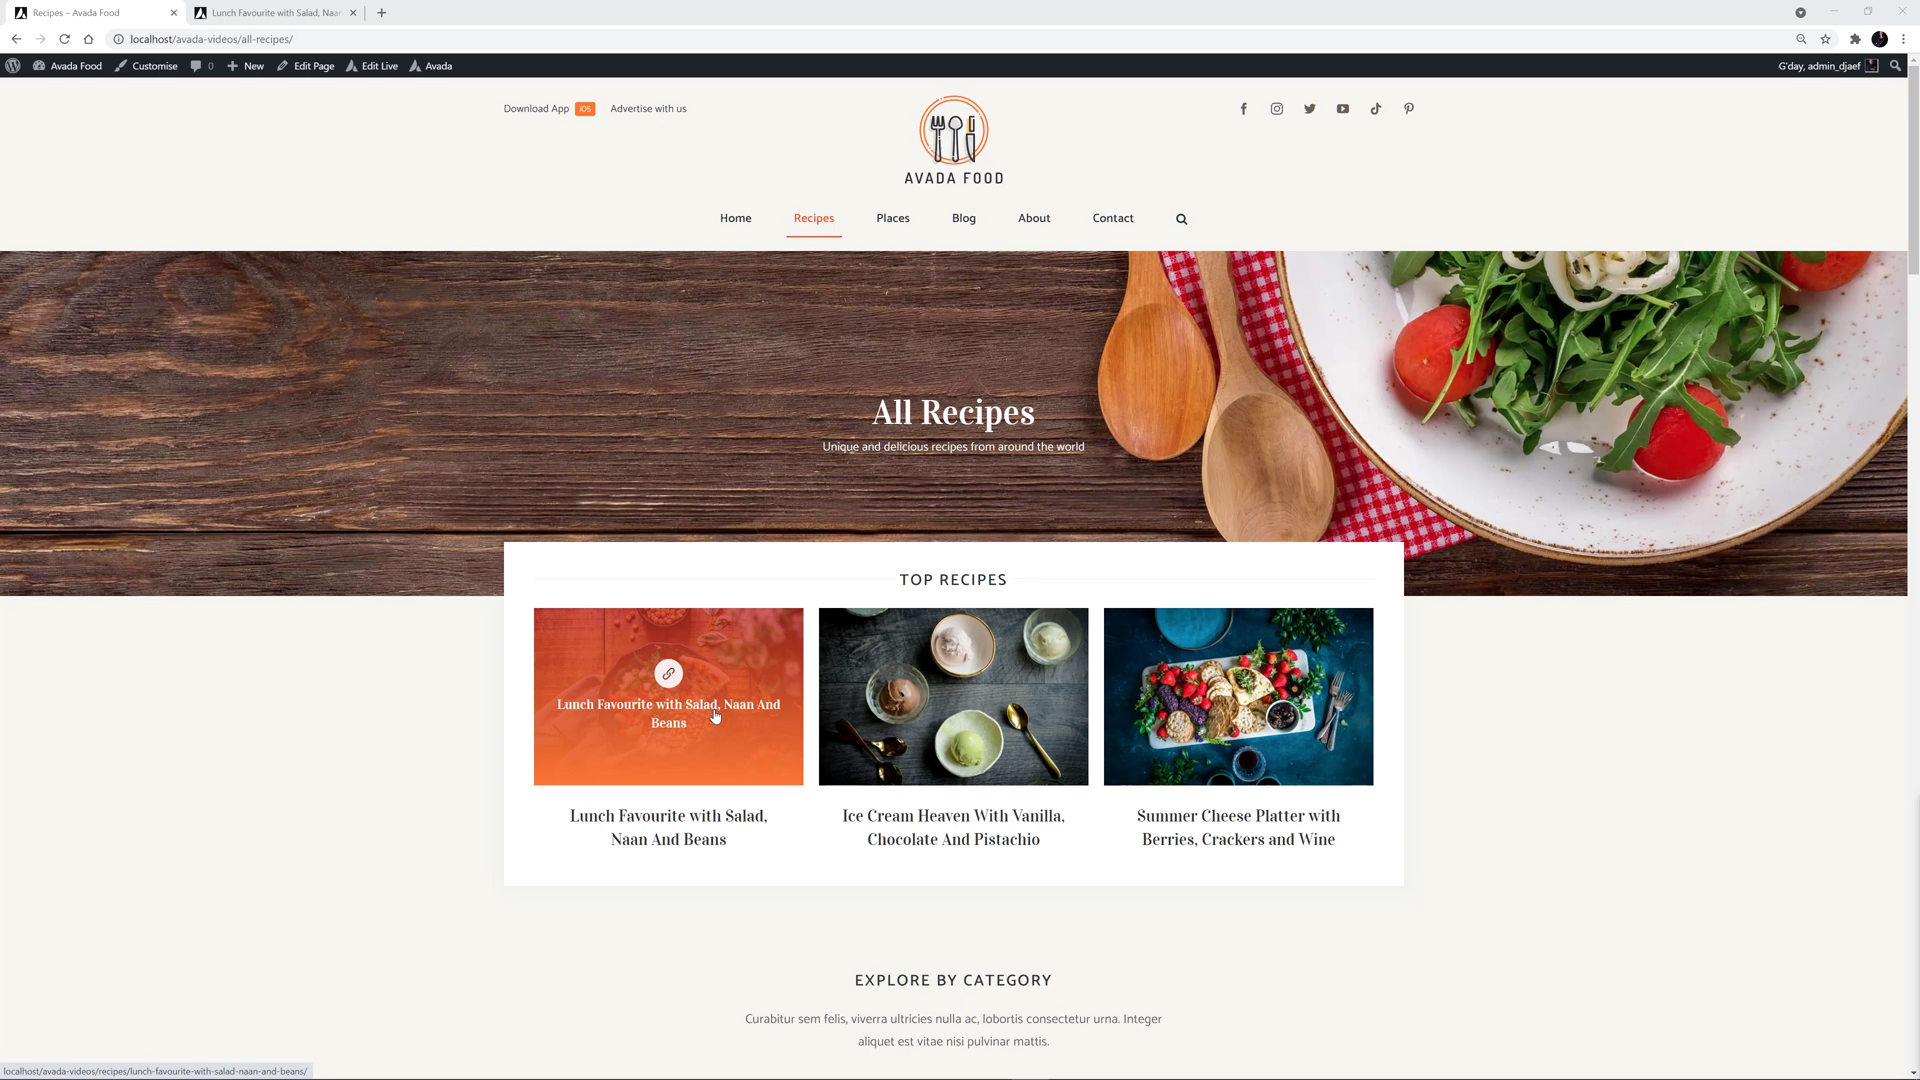 Recipes – Avada Food
Lunch Favourite with Salad, Naan
localhost/avada-videos/all-recipes/
Avada Food
Customise
0
New
Edit Page
Edit Live
Avada
G'day, admin_djaef
Download App
iOS
Advertise with us
AVADA FOOD
Home
Recipes
Places
Blog
About
Contact
All Recipes
Unique and delicious recipes from around the world
TOP RECIPES
Lunch Favourite with Salad, Naan And
Beans
Lunch Favourite with Salad,
Naan And Beans
Ice Cream Heaven With Vanilla,
Chocolate And Pistachio
Summer Cheese Platter with
Berries, Crackers and Wine
EXPLORE BY CATEGORY
Curabitur sem felis, viverra ultricies nulla ac, lobortis consectetur urna. Integer
aliquet est vitae nisi pulvinar mattis.
localhost/avada-videos/recipes/lunch-favourite-with-salad-naan-and-beans/